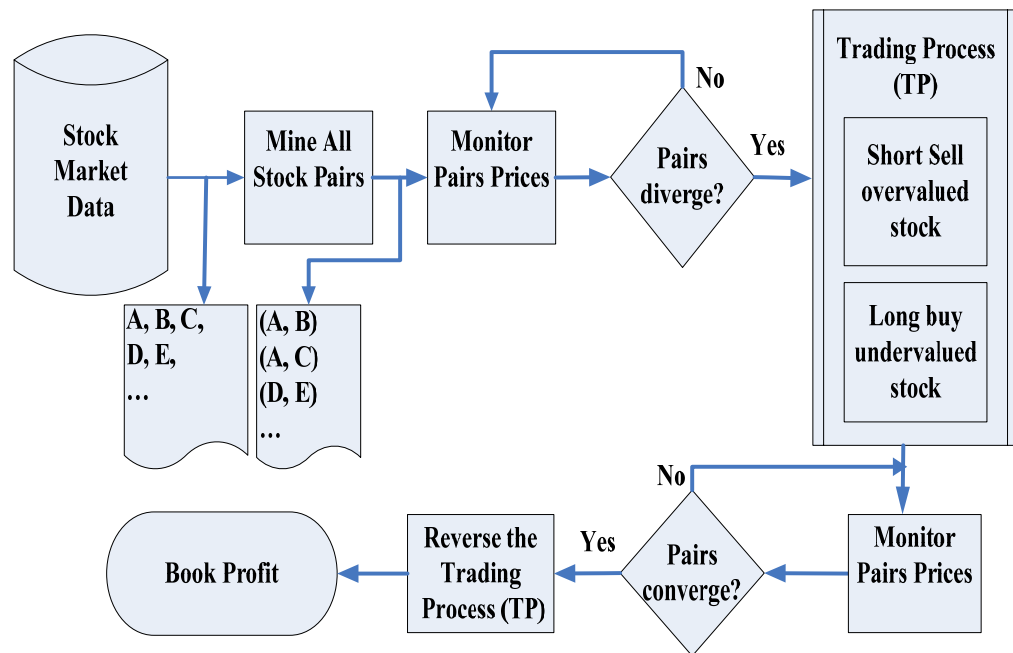 Stock
Market
Data
Mine All
Stock Pairs
Monitor
Pairs Prices
No
Pairs
diverge?
Yes
Trading Process
(TP)
Short Sell
overvalued
stock
Long buy
undervalued
stock
A, B, C,
D, E,
…
(A, B)
(A, C)
(D, E)
…
Monitor
Pairs Prices
No
Pairs
converge?
Yes
Reverse the
Trading
Process (TP)
Book Profit